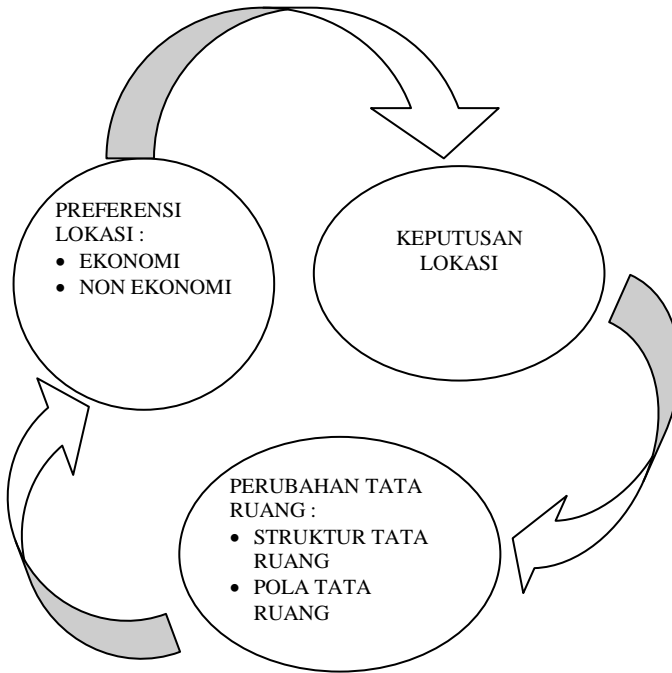 PREFERENSI
LOKASI :
• EKONOMI
• NON EKONOMI
KEPUTUSAN
LOKASI
PERUBAHAN TATA
RUANG :
• STRUKTUR TATA
RUANG
• POLA TATA
RUANG